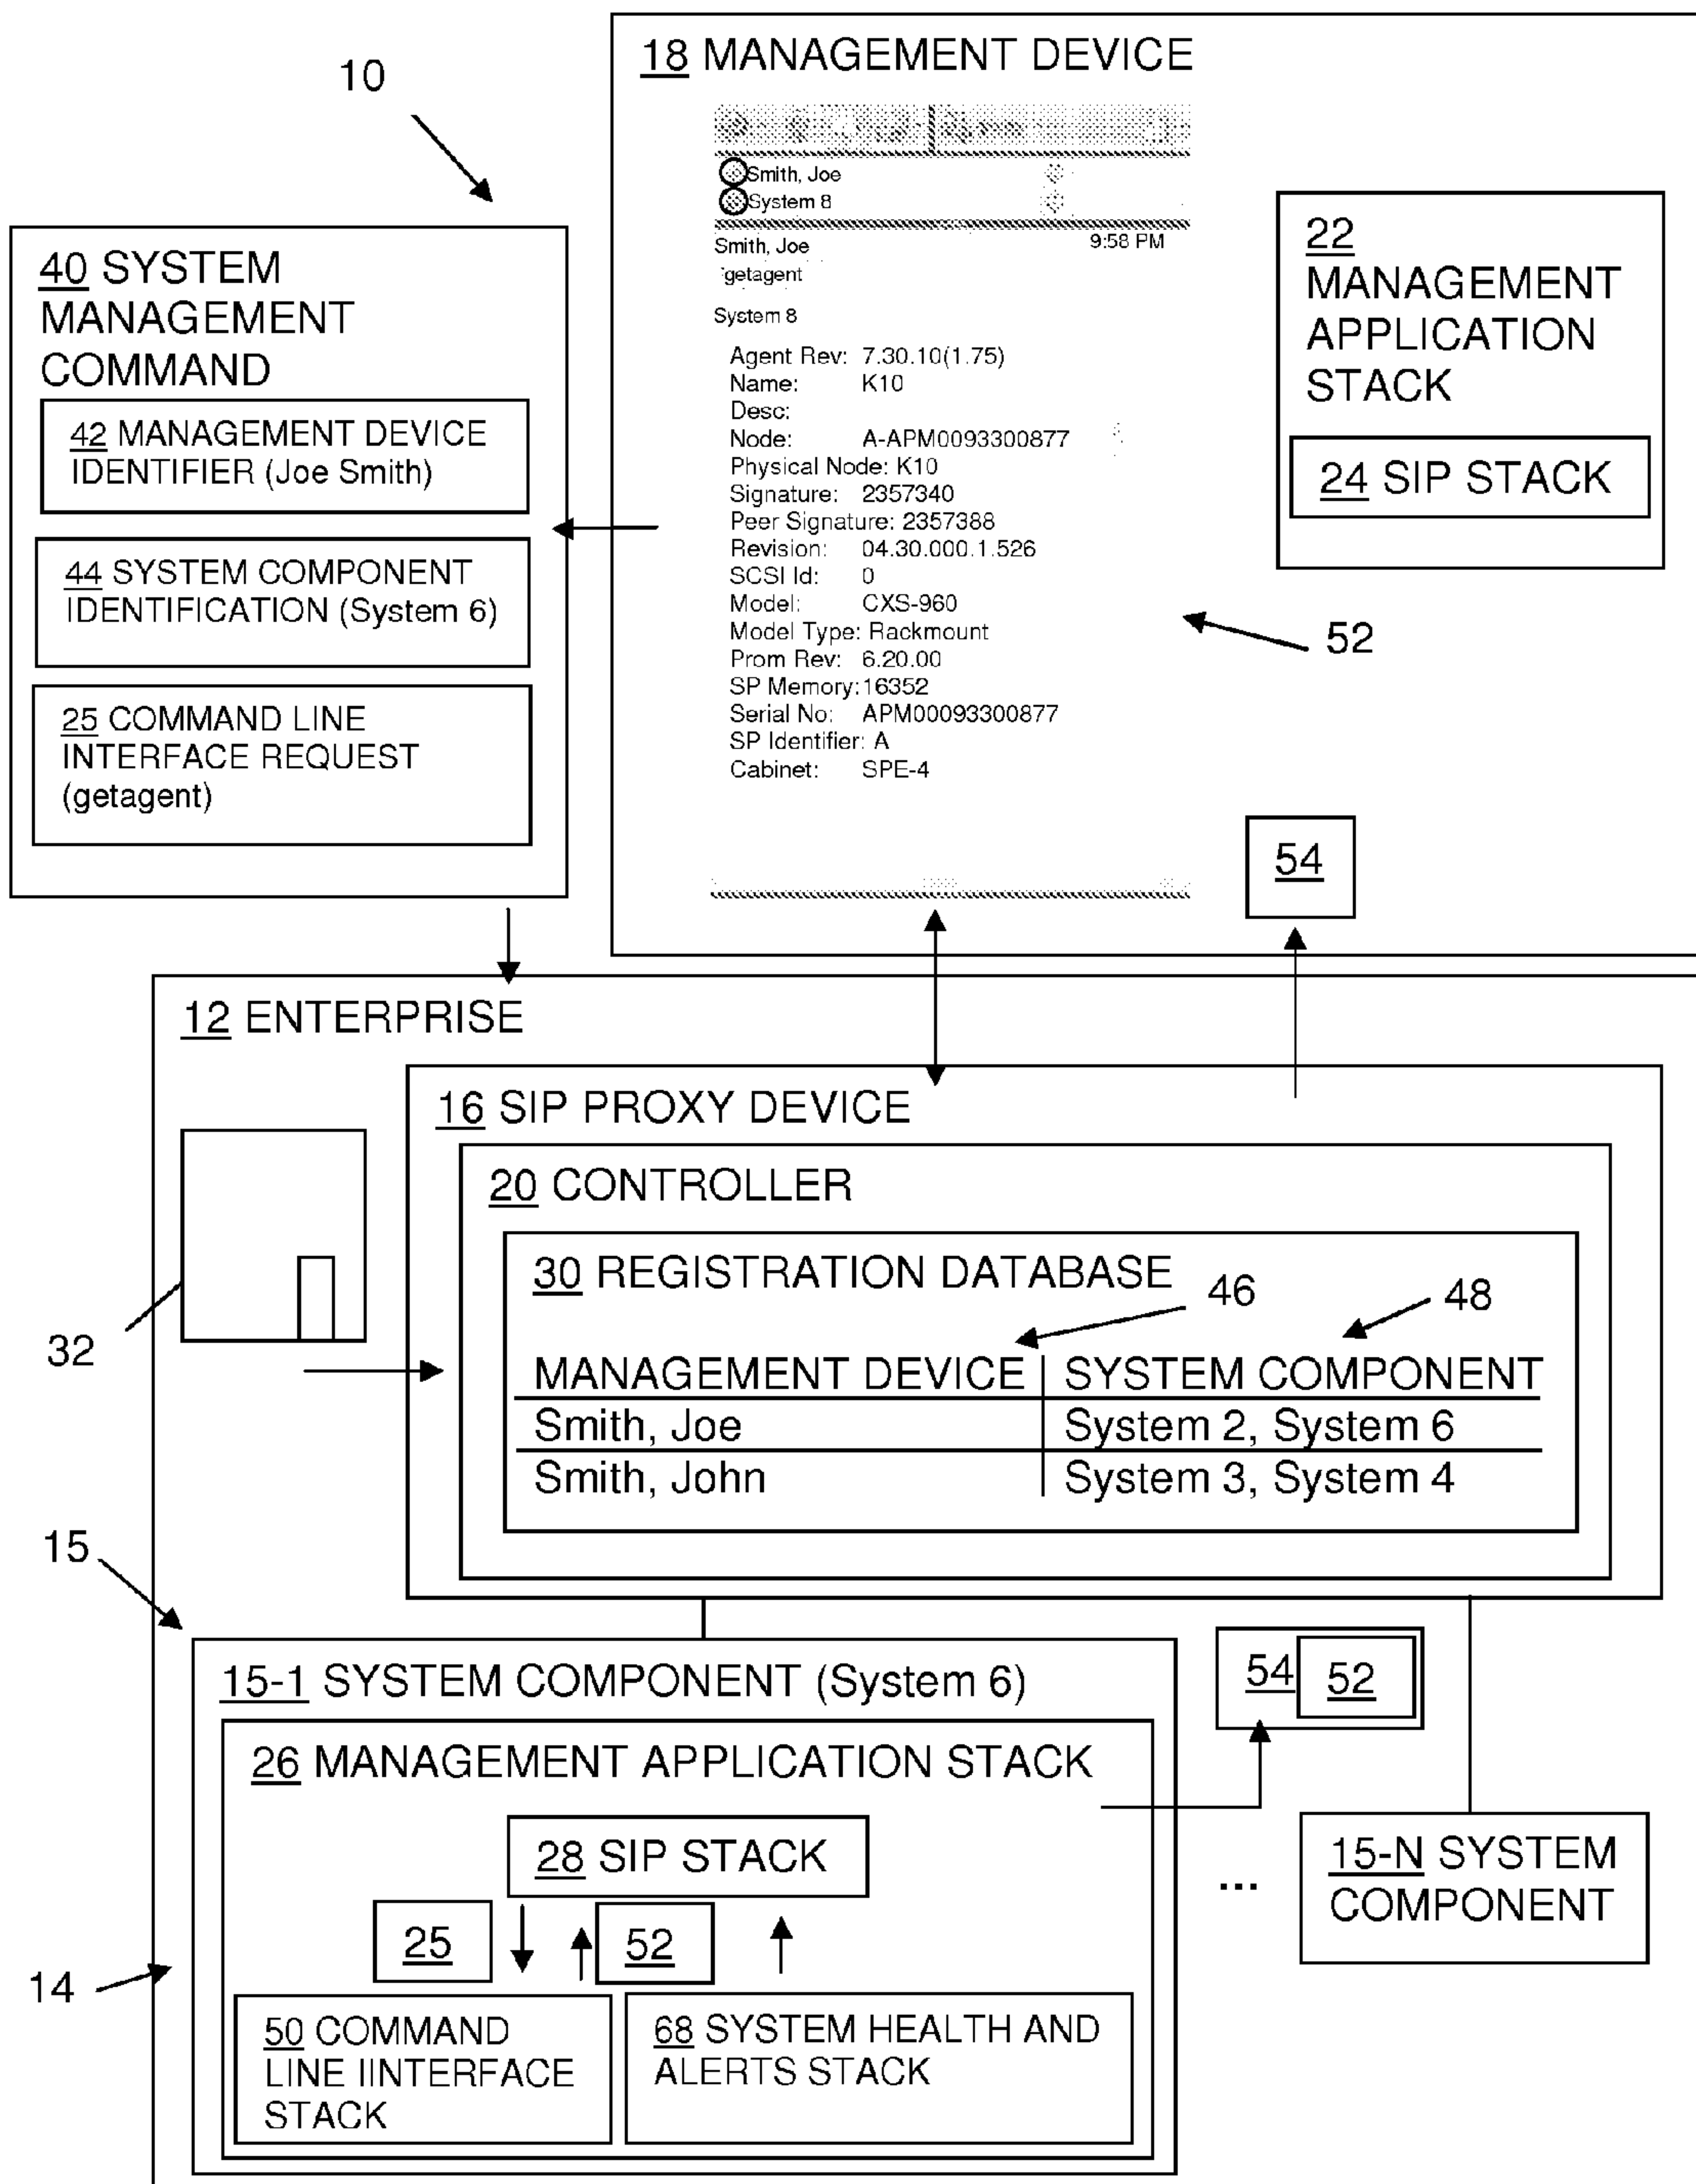 10
18 MANAGEMENT DEVICE
Smith, Joe
System 8
Smith, Joe 9:58 PM
getagent
System 8
Agent Rev: 7.30.10(1.75)
Name: K10
Desc:
Node: A-APM0093300877
Physical Node: K10
Signature: 2357340
Peer Signature: 2357388
Revision: 04.30.000.1.526
SCSI Id: 0
Model: CXS-960
Model Type: Rackmount
Prom Rev: 6.20.00
SP Memory:16352
Serial No: APM00093300877
SP Identifier: A
Cabinet: SPE-4
22
MANAGEMENT
APPLICATION
STACK
24 SIP STACK
52
54
40 SYSTEM
MANAGEMENT
COMMAND
42 MANAGEMENT DEVICE
IDENTIFIER (Joe Smith)
44 SYSTEM COMPONENT
IDENTIFICATION (System 6)
25 COMMAND LINE
INTERFACE REQUEST
(getagent)
12 ENTERPRISE
16 SIP PROXY DEVICE
20 CONTROLLER
30 REGISTRATION DATABASE
46
48
32
MANAGEMENT DEVICE SYSTEM COMPONENT
Smith, Joe System 2, System 6
Smith, John System 3, System 4
15
15-1 SYSTEM COMPONENT (System 6)
54 52
26 MANAGEMENT APPLICATION STACK
28 SIP STACK
25
52
...
15-N SYSTEM
COMPONENT
14
50 COMMAND
LINE IINTERFACE
STACK
68 SYSTEM HEALTH AND
ALERTS STACK